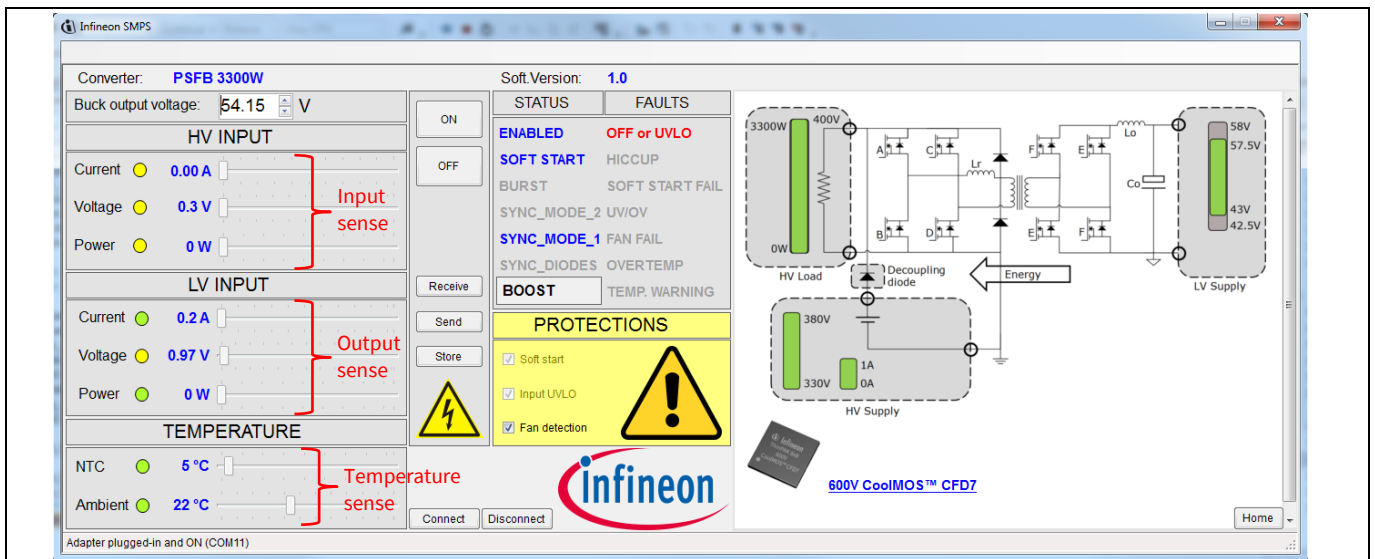 Infineon SMPS
Converter: PSFB 3300W Soft.Version: 1.0
Buck output voltage: 54.15 V
HV INPUT
Current 0.00 A
Voltage 0.3 V
Power 0 W
Input
sense
LV INPUT
Current 0.2 A
Voltage 0.97 V
Power 0 W
Output
sense
TEMPERATURE
NTC 5 °C
Ambient 22 °C
Temperature
sense
ON
OFF
Receive
Send
Store
Connect Disconnect
STATUS FAULTS
ENABLED OFF or UVLO
SOFT START HICCUP
BURST SOFT START FAIL
SYNC_MODE_2 UV/OV
SYNC_MODE_1 FAN FAIL
SYNC_DIODES OVERTEMP
BOOST TEMP. WARNING
PROTECTIONS
Soft start
Input UVLO
Fan detection
infineon
3300W 400V
0W
HV Load
A C
B D
Lr
F E
E F
Lo
Co
58V
57.5V
43V
42.5V
LV Supply
Decoupling
diode
Energy
380V
330V
1A
0A
HV Supply
600V CoolMOS™ CFD7
Home
Adapter plugged-in and ON (COM11)